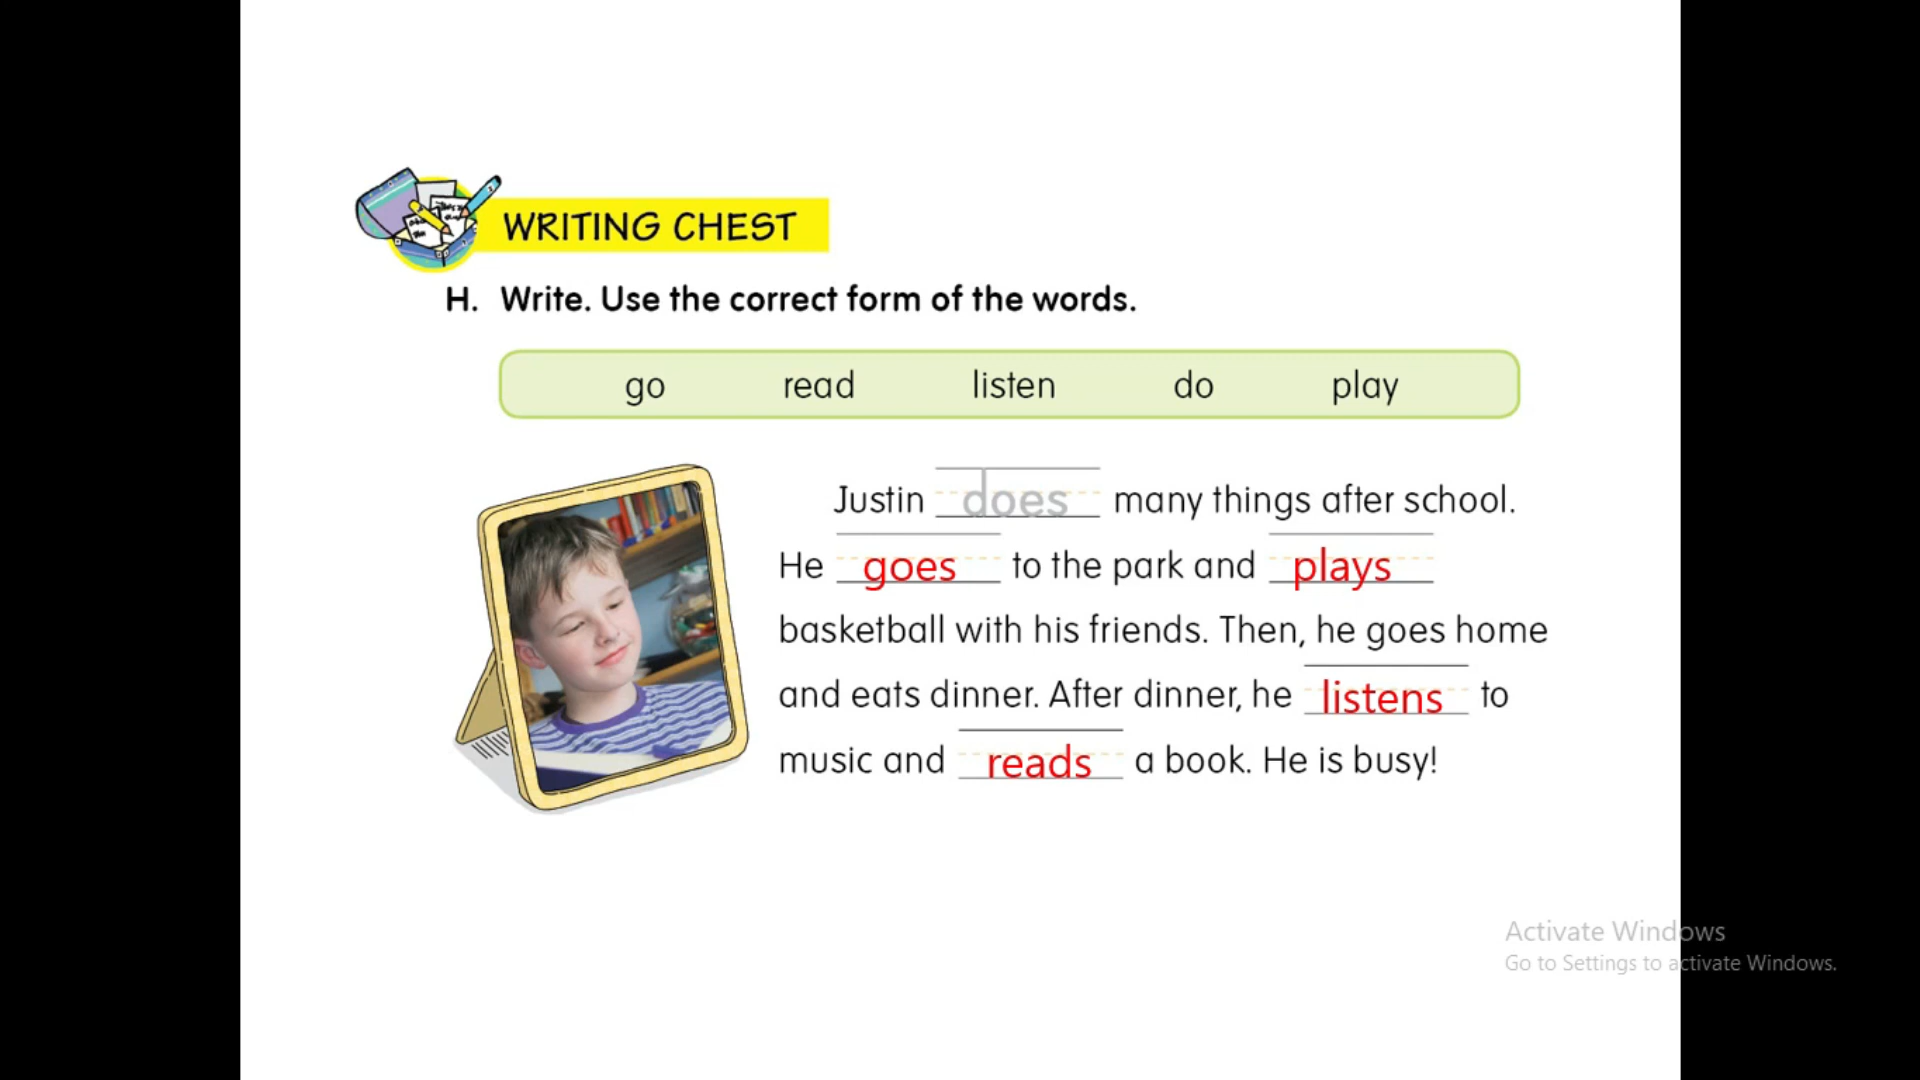 WRITING CHEST
H. Write. Use the correct form of the words.
go read listen do play
Justin does many things after school.
He goes to the park and plays
basketball with his friends. Then, he goes home
and eats dinner. After dinner, he listens to
music and reads a book. He is busy!
Activate Windows
Go to Settings to activate Windows.